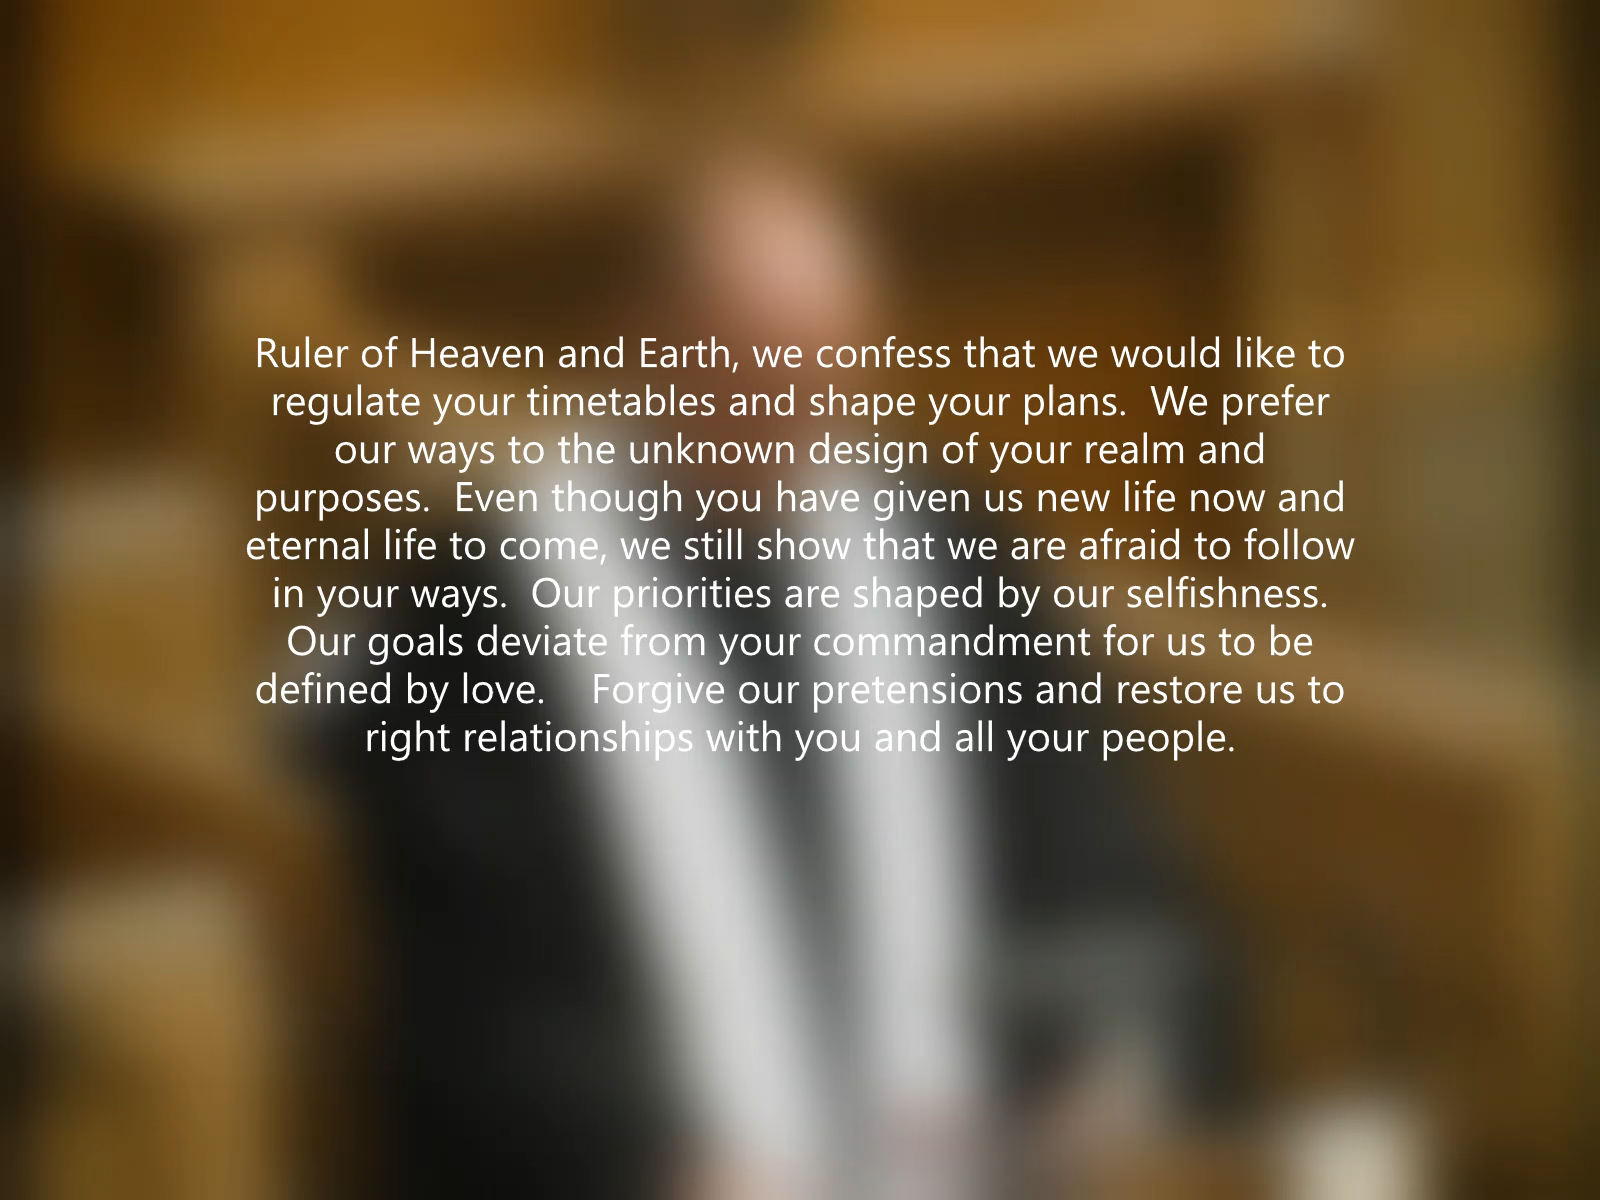 Ruler of Heaven and Earth, we confess that we would like to
regulate your timetables and shape your plans.  We prefer
our ways to the unknown design of your realm and
purposes.  Even though you have given us new life now and
eternal life to come, we still show that we are afraid to follow
in your ways.  Our priorities are shaped by our selfishness.
Our goals deviate from your commandment for us to be
defined by love.    Forgive our pretensions and restore us to
right relationships with you and all your people.